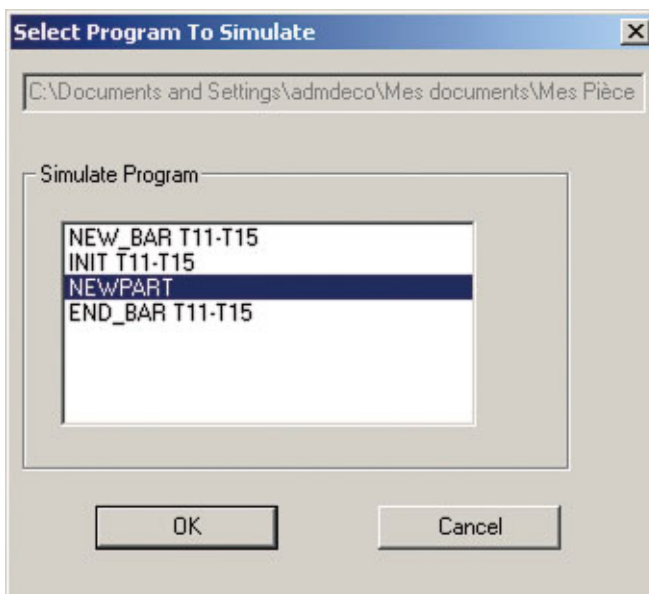 Select Program To Simulate
C:\Documents and Settings\admdeco\Mes documents\Mes Pièce
Simulate Program
NEW_BAR T11-T15
INIT T11-T15
NEWPART
END_BAR T11-T15
OK
Cancel